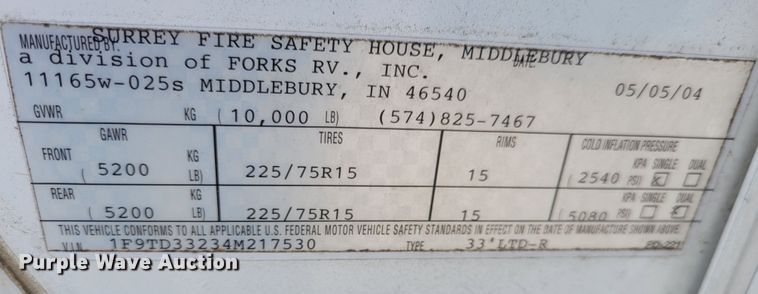 MANUFACTURED BY: SURREY FIRE SAFETY HOUSE, MIDDLEBURY
a division of FORKS RV., INC. DATE:
11165w-025s MIDDLEBURY, IN 46540 05/05/04
GVWR KG ( 10,000 LB) (574)825-7467
GAWR TIRES RIMS COLD INFLATION PRESSURE
FRONT KG KPA SINGLE DUAL
( 5200 LB) 225/75R15 15 (2540 PSI) X
REAR KG KPA SINGLE DUAL
( 5200 LB) 225/75R15 15 (5080 PSI)
THIS VEHICLE CONFORMS TO ALL APPLICABLE U.S. FEDERAL MOTOR VEHICLE SAFETY STANDARDS IN EFFECT ON THE DATE OF MANUFACTURE SHOWN ABOVE.
V.I.N. 1F9TD33234M217530 TYPE 33'LTD-R
Purple Wave Auction